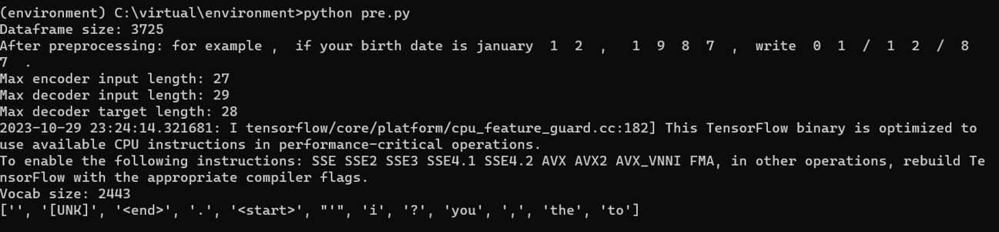 (environment) C:\virtual\environment>python pre.py
Dataframe size: 3725
After preprocessing: for example ,  if your birth date is january  1  2  ,   1  9  8  7  ,  write  0  1  /  1  2  /  8
7  .
Max encoder input length: 27
Max decoder input length: 29
Max decoder target length: 28
2023-10-29 23:24:14.321681: I tensorflow/core/platform/cpu_feature_guard.cc:182] This TensorFlow binary is optimized to
use available CPU instructions in performance-critical operations.
To enable the following instructions: SSE SSE2 SSE3 SSE4.1 SSE4.2 AVX AVX2 AVX_VNNI FMA, in other operations, rebuild Te
nsorFlow with the appropriate compiler flags.
Vocab size: 2443
['', '[UNK]', '<end>', '.', '<start>', "'", 'i', '?', 'you', ',', 'the', 'to']